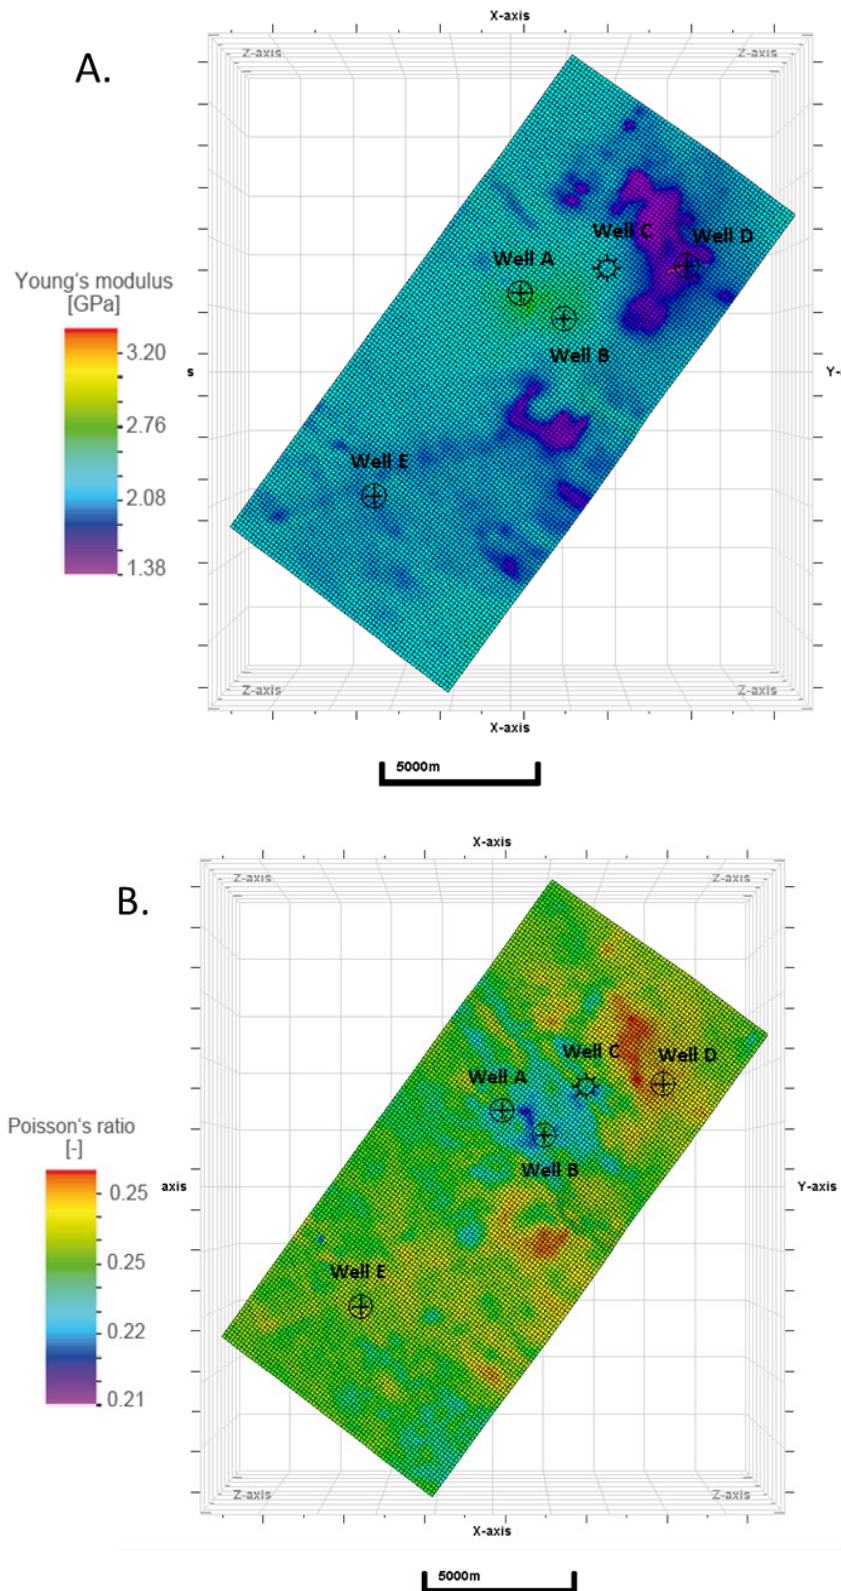 X-axis
A.
Z-axis
Z-axis
Well C
Well D
Well A
Young's modulus
[GPa]
3.20
Well B
s
Y-
2.76
Well E
2.08
1.38
Z-axis
Z-axis
X-axis
5000m
X-axis
B.
Z-axis
Z-axis
Well C
Well D
Well A
Poisson's ratio
[-]
Well B
0.25
axis
Y-axis
0.25
Well E
0.22
0.21
Z-axis
Z-axis
X-axis
5000m